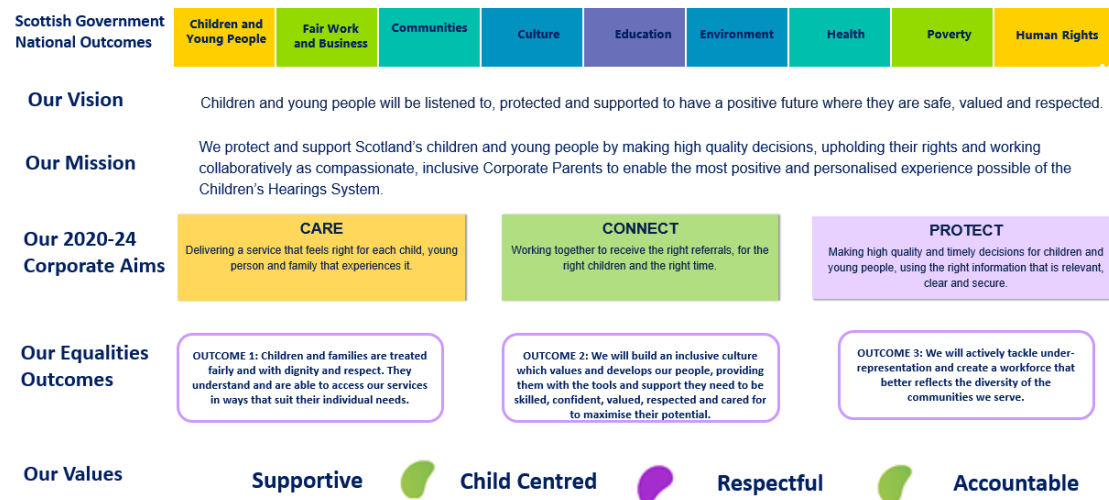 Scottish Government
National Outcomes
Children and
Young People
Fair Work
and Business
Communities
Culture
Education
Environment
Health
Poverty
Human Rights
Our Vision
Children and young people will be listened to, protected and supported to have a positive future where they are safe, valued and respected.
Our Mission
We protect and support Scotland's children and young people by making high quality decisions, upholding their rights and working
collaboratively as compassionate, inclusive Corporate Parents to enable the most positive and personalised experience possible of the
Children's Hearings System.
Our 2020-24
Corporate Aims
CARE
Delivering a service that feels right for each child, young
person and family that experiences it.
CONNECT
Working together to receive the right referrals, for the
right children and the right time.
PROTECT
Making high quality and timely decisions for children and
young people, using the right information that is relevant,
clear and secure.
Our Equalities
Outcomes
OUTCOME 1: Children and families are treated
fairly and with dignity and respect. They
understand and are able to access our services
in ways that suit their individual needs.
OUTCOME 2: We will build an inclusive culture
which values and develops our people, providing
them with the tools and support they need to be
skilled, confident, valued, respected and cared for
to maximise their potential.
OUTCOME 3: We will actively tackle under-
representation and create a workforce that
better reflects the diversity of the
communities we serve.
Our Values
Supportive
Child Centred
Respectful
Accountable